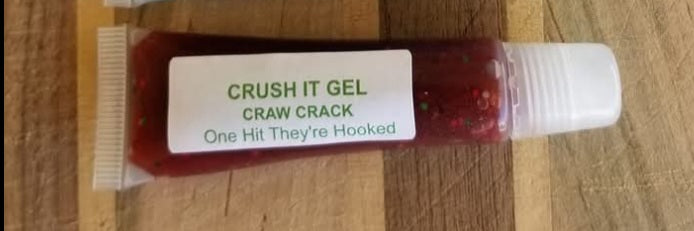 CRUSH IT GEL
CRAW CRACK
One Hit They're Hooked